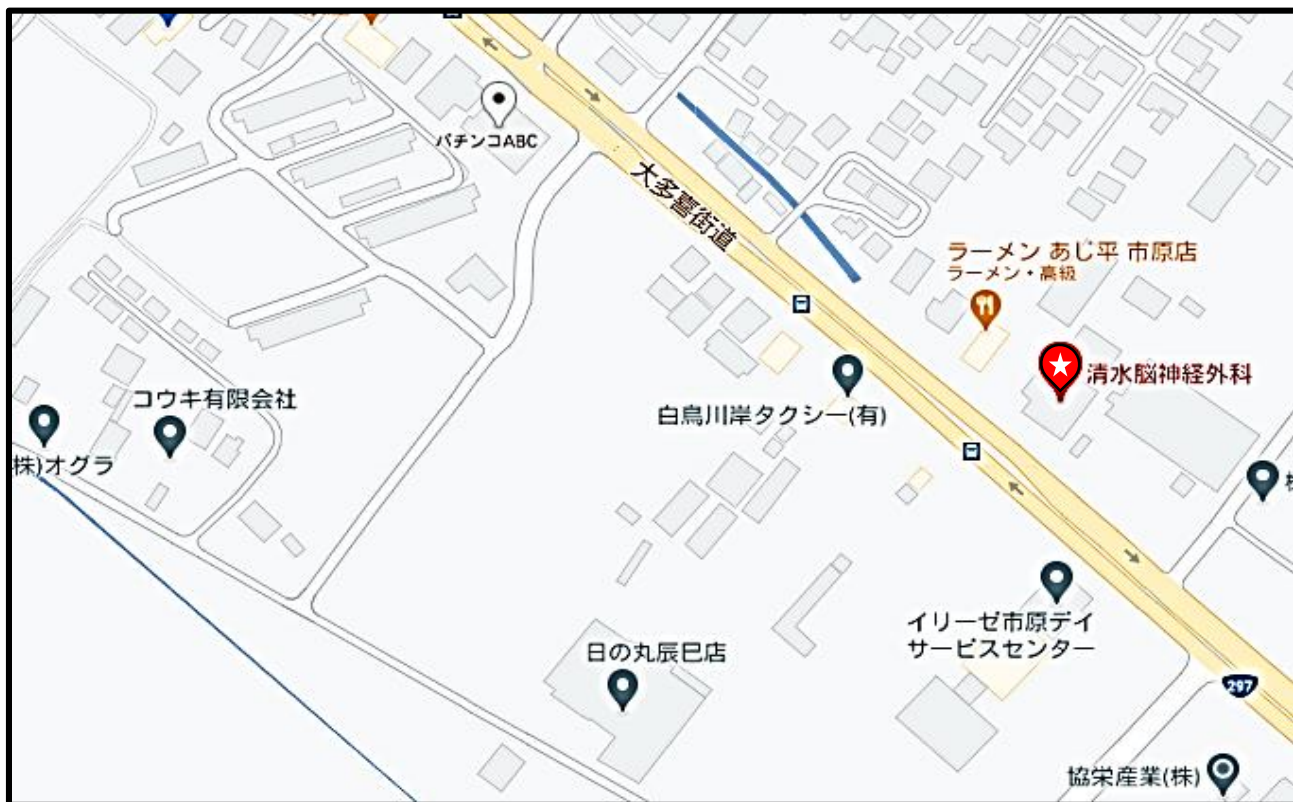 パチンコABC
大多喜街道
ラーメン あじ平 市原店
ラーメン・高級
清水脳神経外科
コウキ有限会社
白鳥川岸タクシー(有)
株)オグラ
イリーゼ市原デイ
サービスセンター
日の丸辰巳店
297
協栄産業(株)